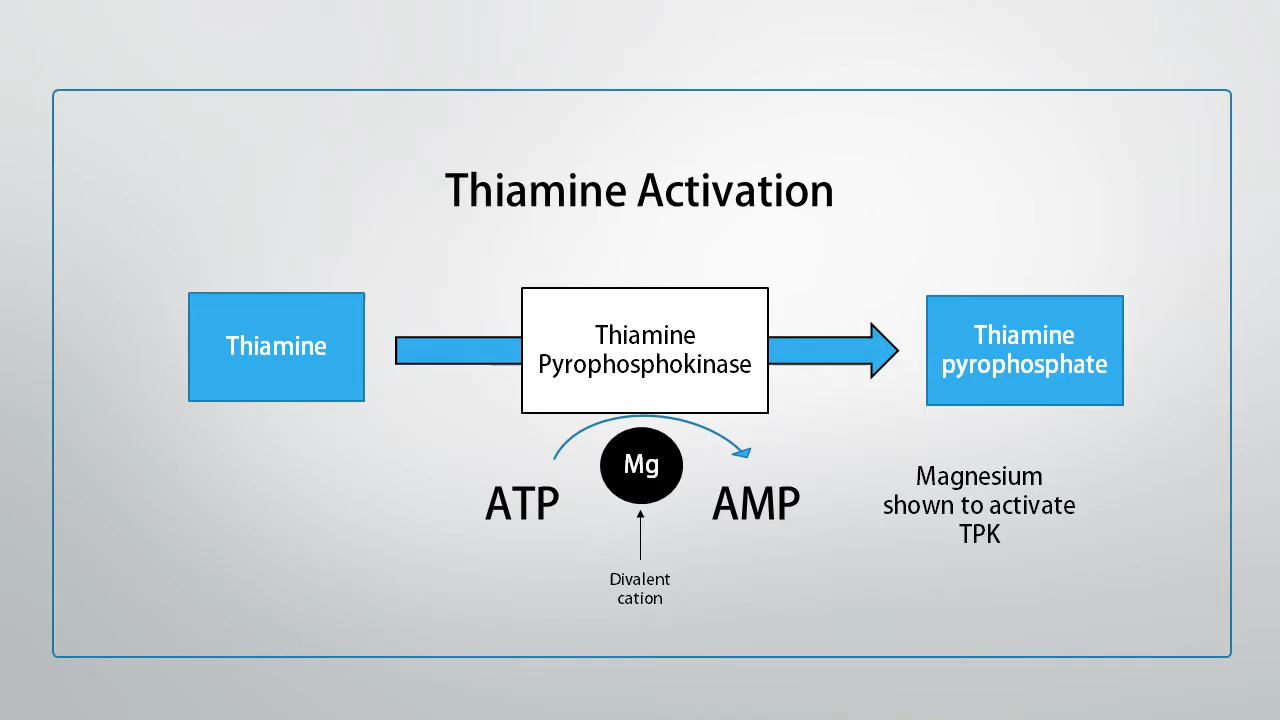 Thiamine Activation
Thiamine
Thiamine
Pyrophosphokinase
Thiamine
pyrophosphate
Mg
ATP
AMP
Magnesium
shown to activate
TPK
Divalent
cation